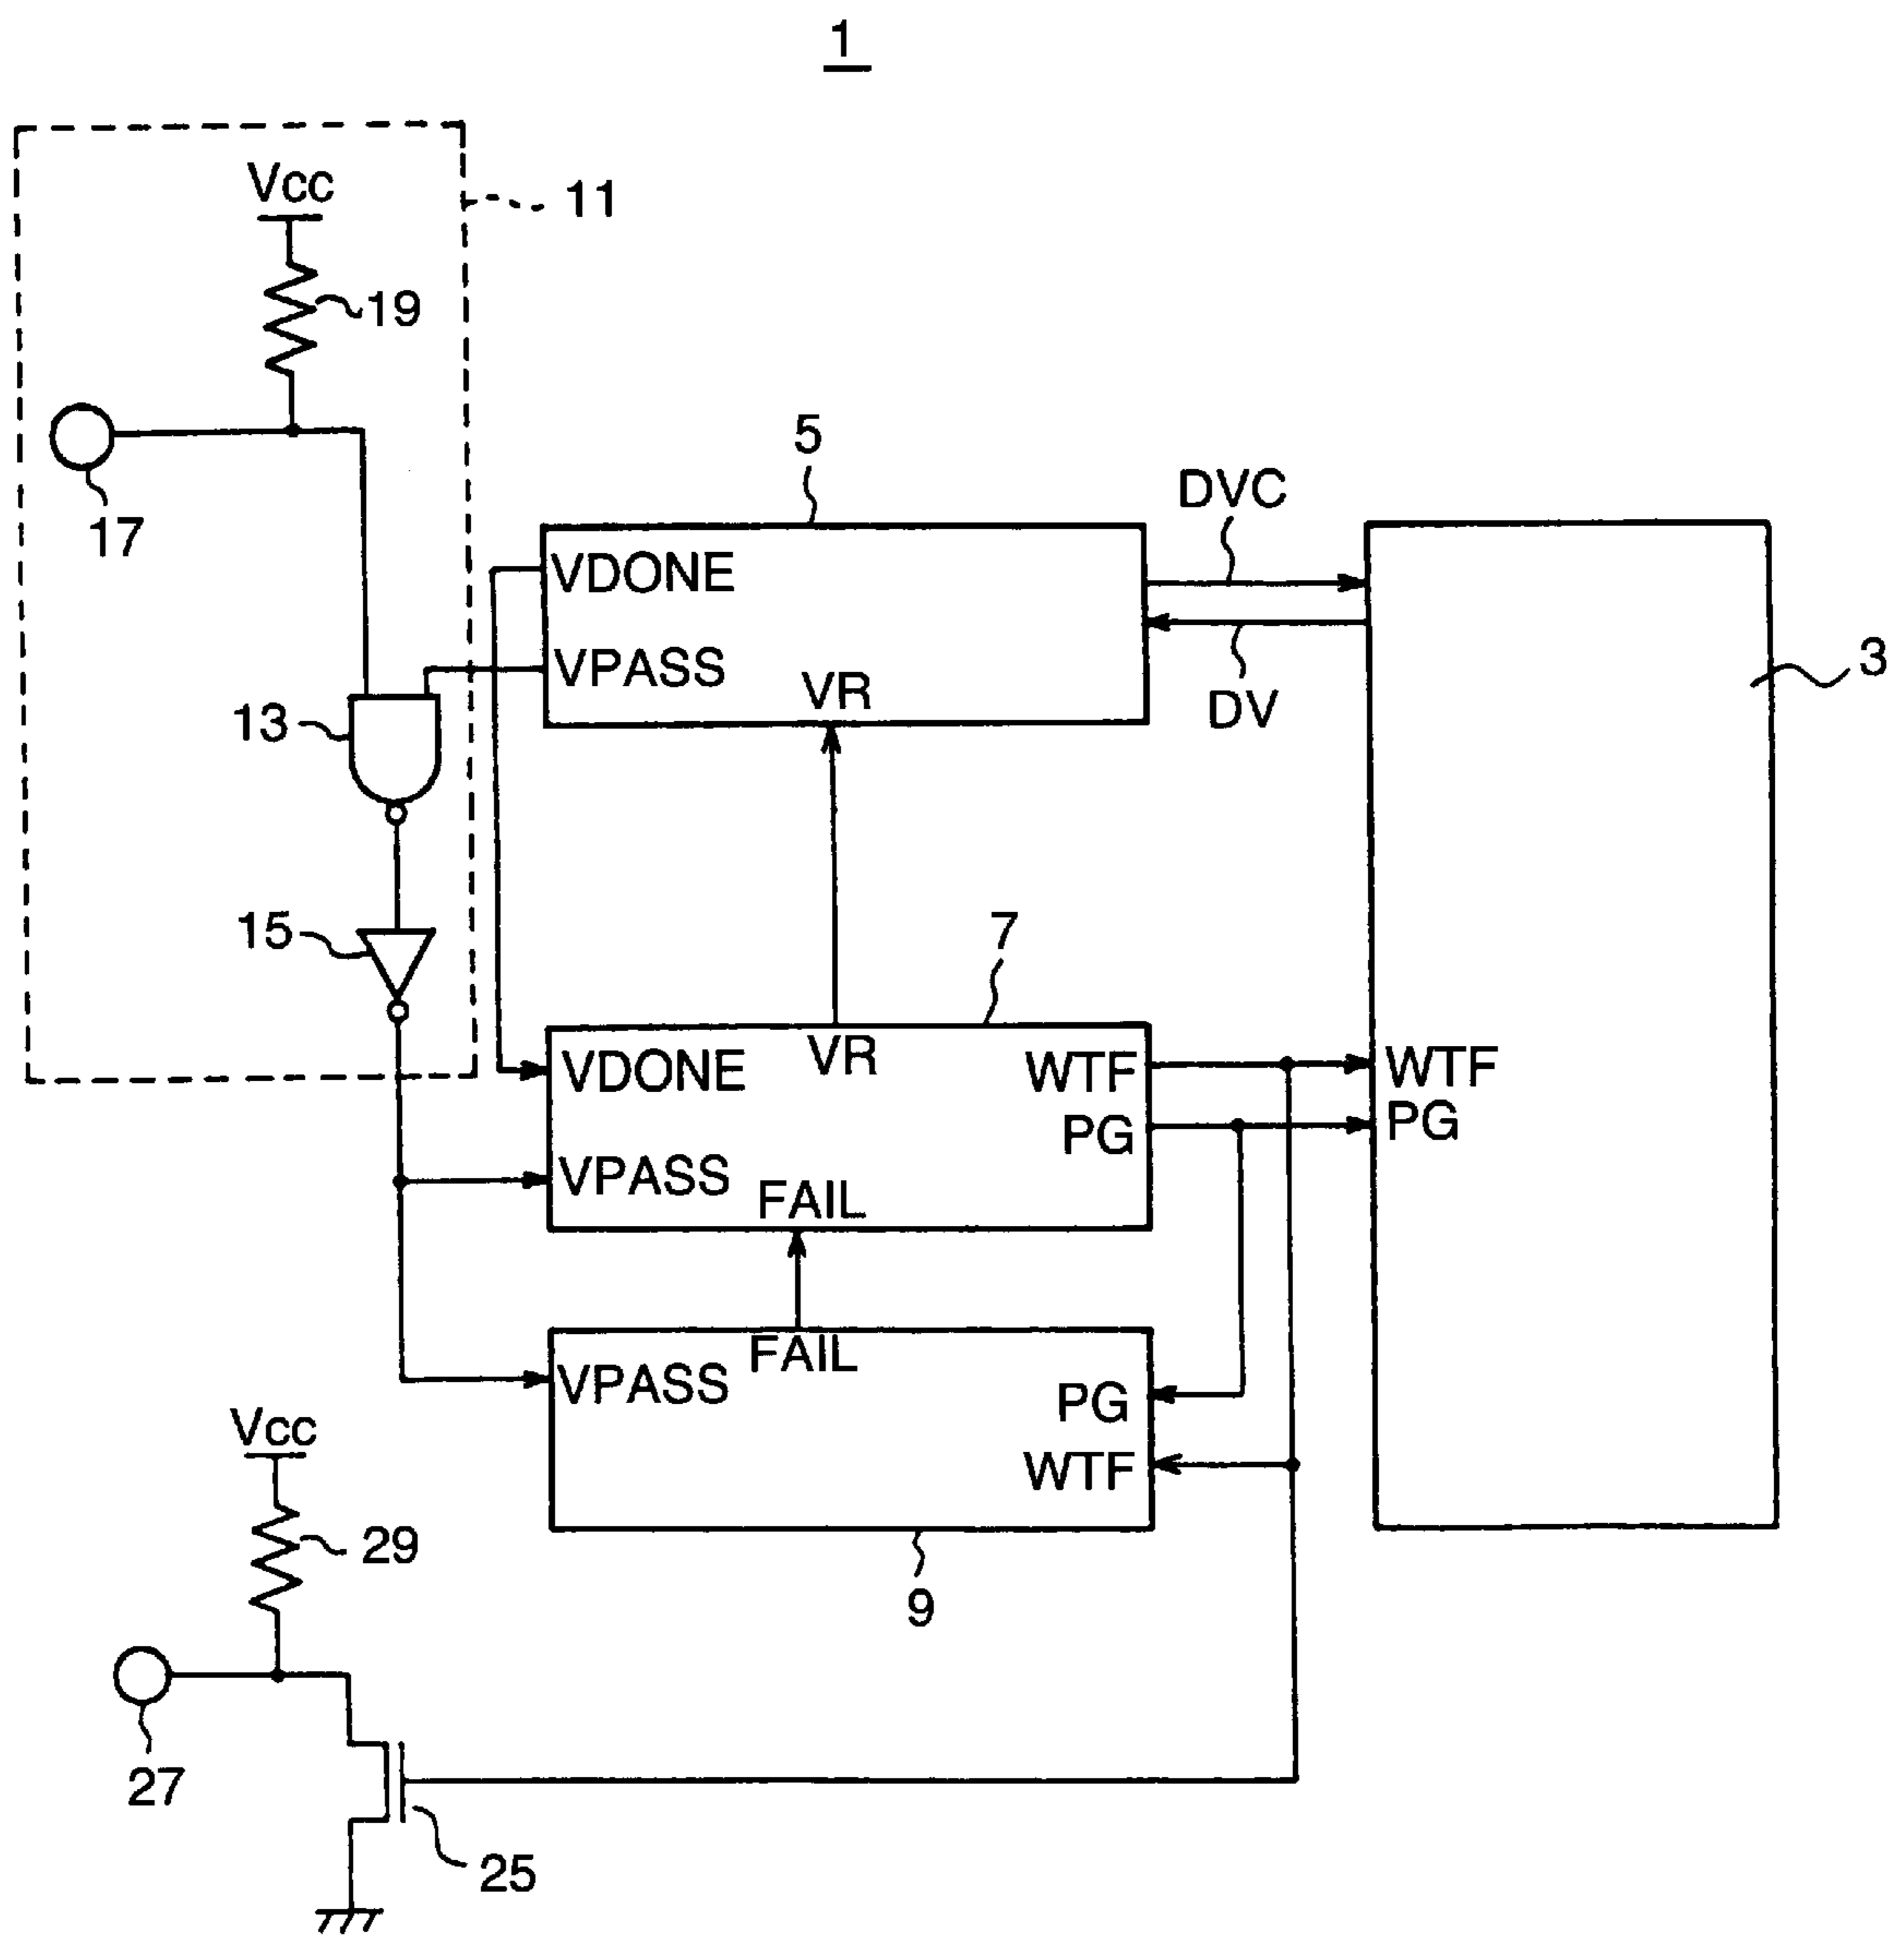 1
Vcc
11
19
17
5
DVC
VDONE
VPASS
VR
DV
3
13
15
7
VDONE
VR
WTF
WTF
PG
PG
VPASS
FAIL
FAIL
VPASS
PG
WTF
Vcc
29
9
27
25